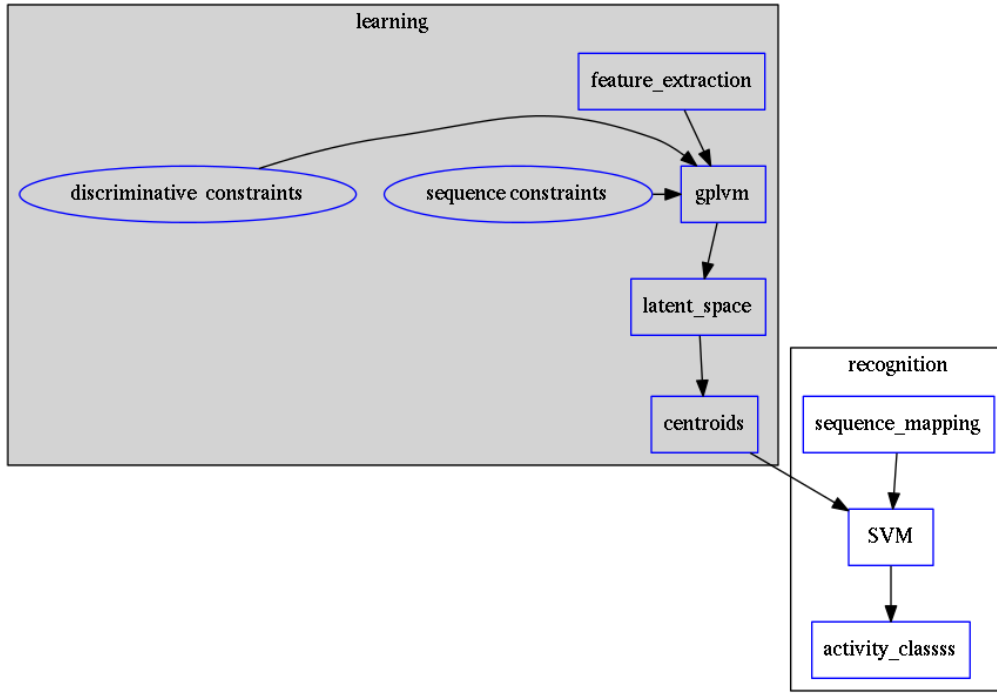 learning
feature_extraction
discriminative constraints
sequence constraints
gplvm
latent_space
recognition
centroids
sequence_mapping
SVM
activity_classss